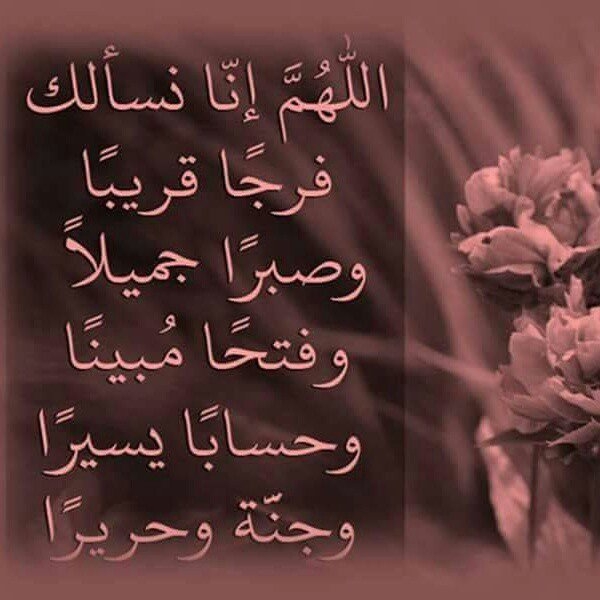 اللّهُمَّ إنّا نسألك
فرجًا قريبًا
وصبرًا جميلاً
وفتحًا مُبينًا
وحسابًا يسيرًا
وجنّة وحريرًا